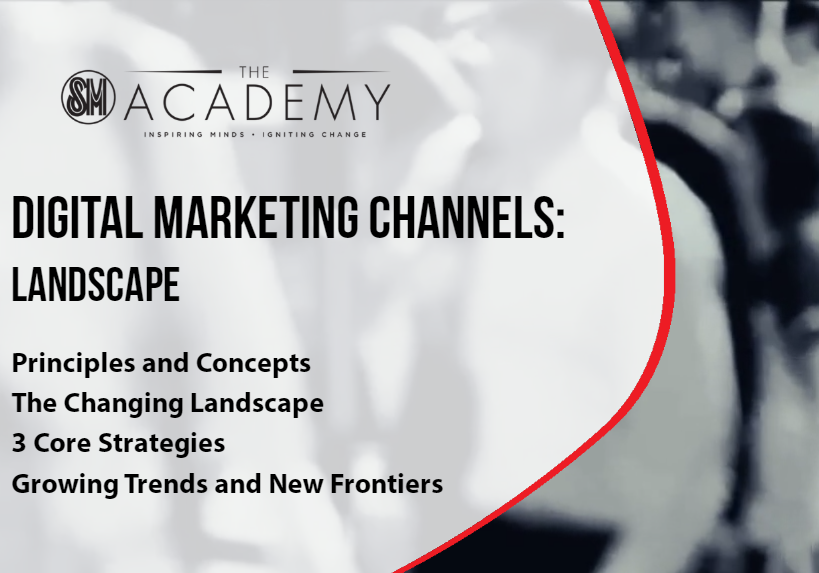 THE
SM ACADEMY
INSPIRING MINDS • IGNITING CHANGE
DIGITAL MARKETING CHANNELS:
LANDSCAPE
Principles and Concepts
The Changing Landscape
3 Core Strategies
Growing Trends and New Frontiers